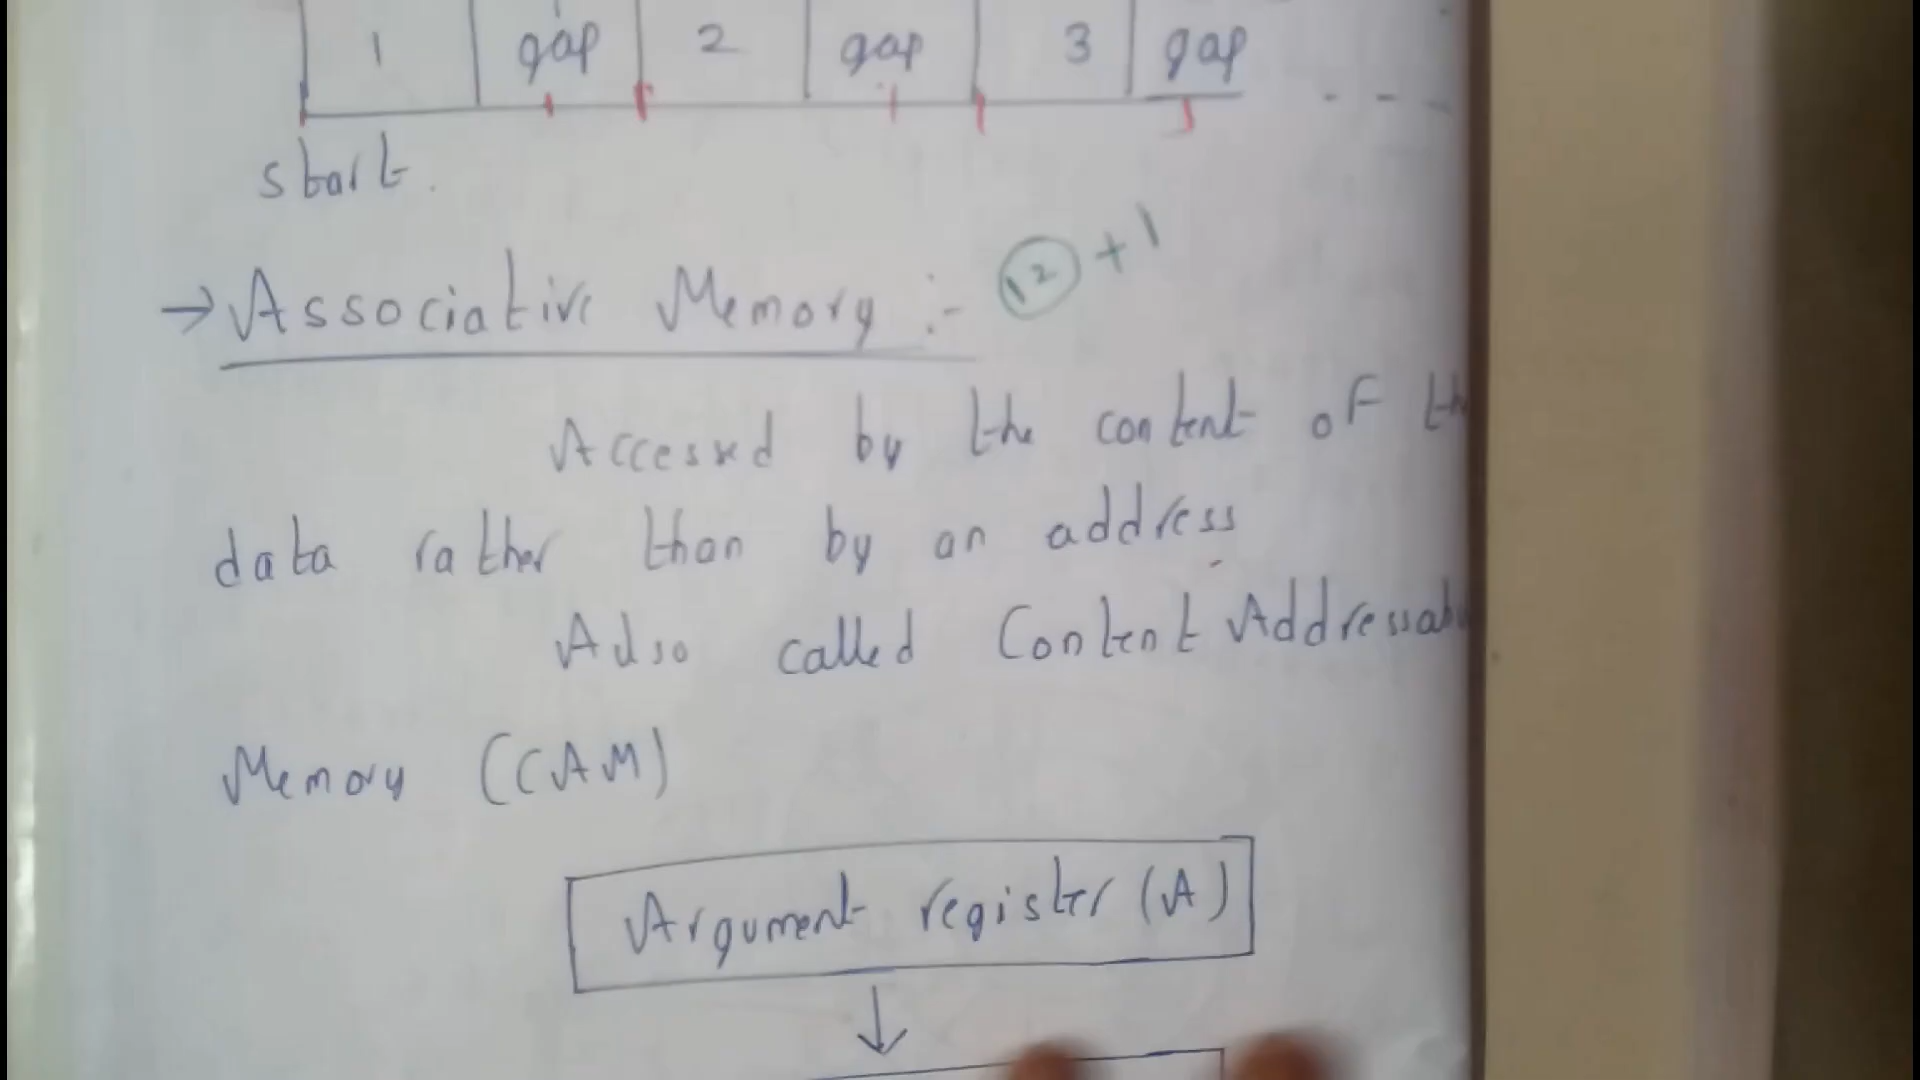 1 gap 2 gap 3 gap - - -
start.
→ Associative Memory :- 12 + 1
Accessed by the content of th
data rather than by an address
Also called Content Addressab
Memory (CAM)
Argument register (A)